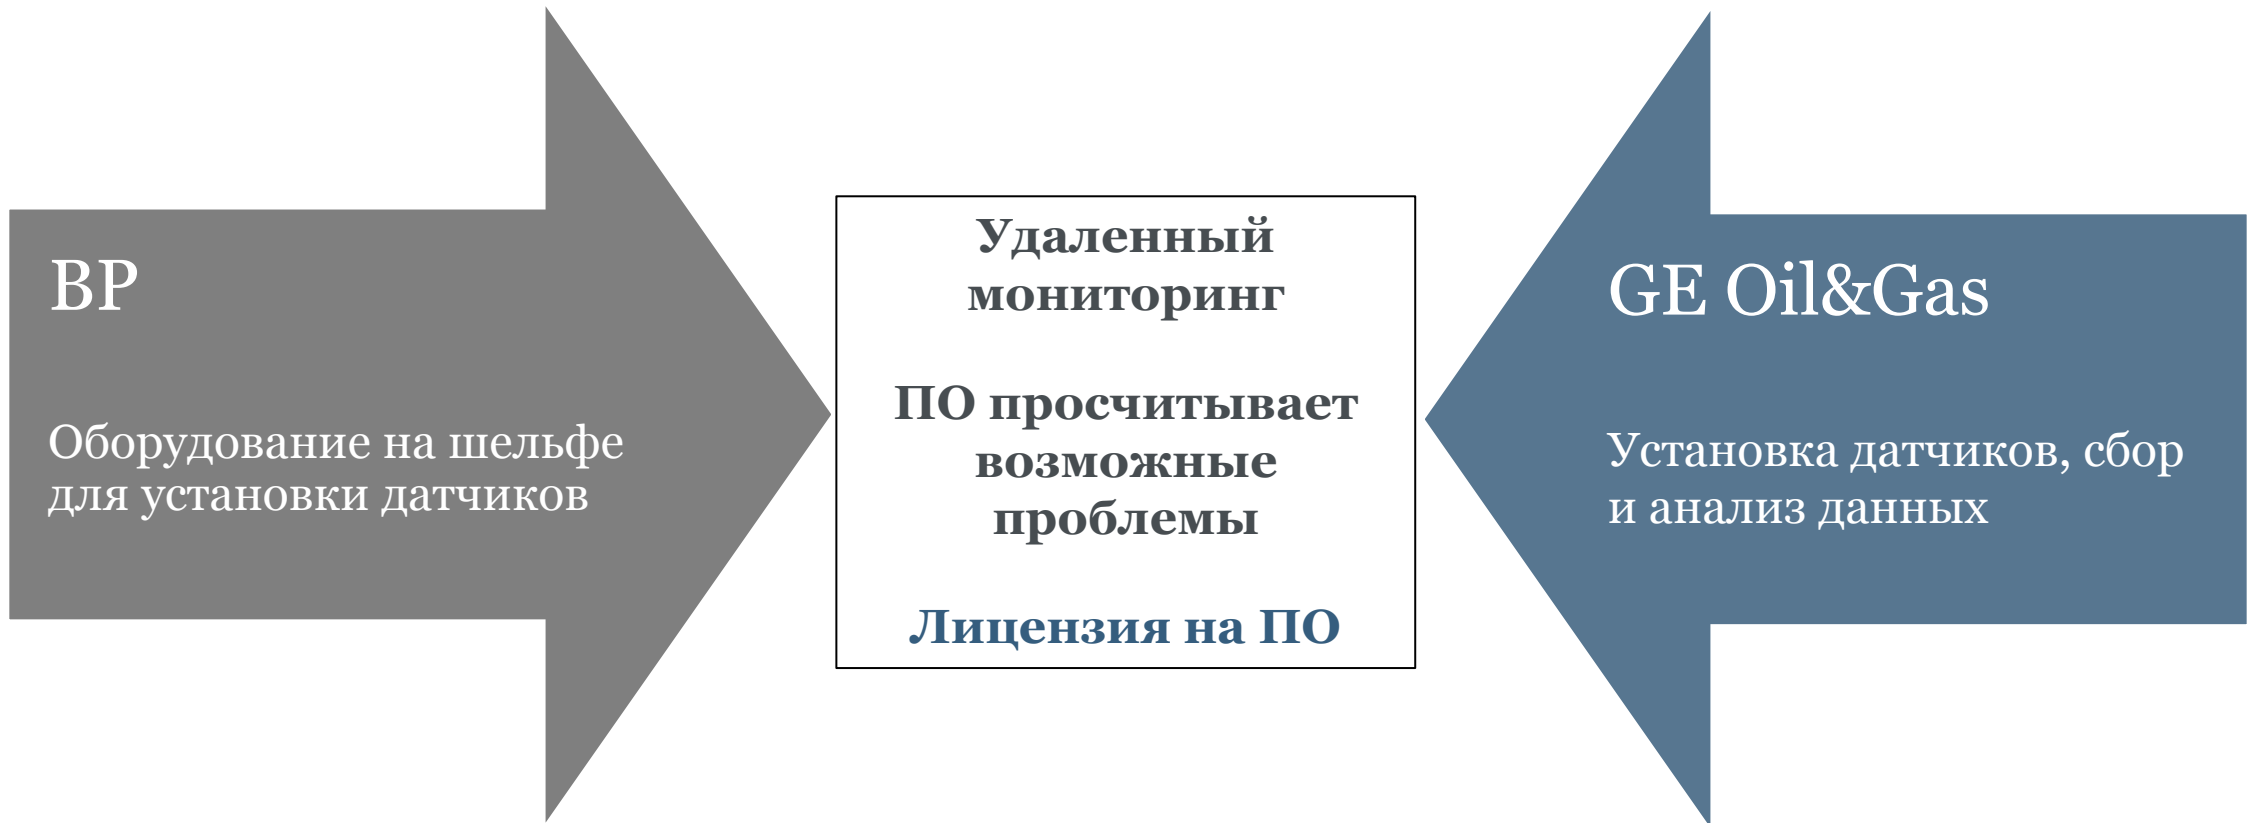 BP
Оборудование на шельфе
для установки датчиков
Удаленный
мониторинг
ПО просчитывает
возможные
проблемы
Лицензия на ПО
GE Oil&Gas
Установка датчиков, сбор
и анализ данных